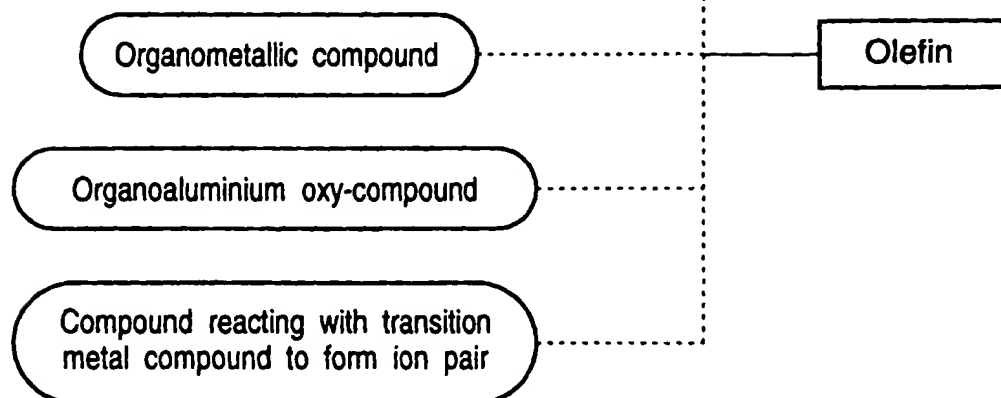 Organometallic compound
Olefin
Organoaluminium oxy-compound
Compound reacting with transition
metal compound to form ion pair